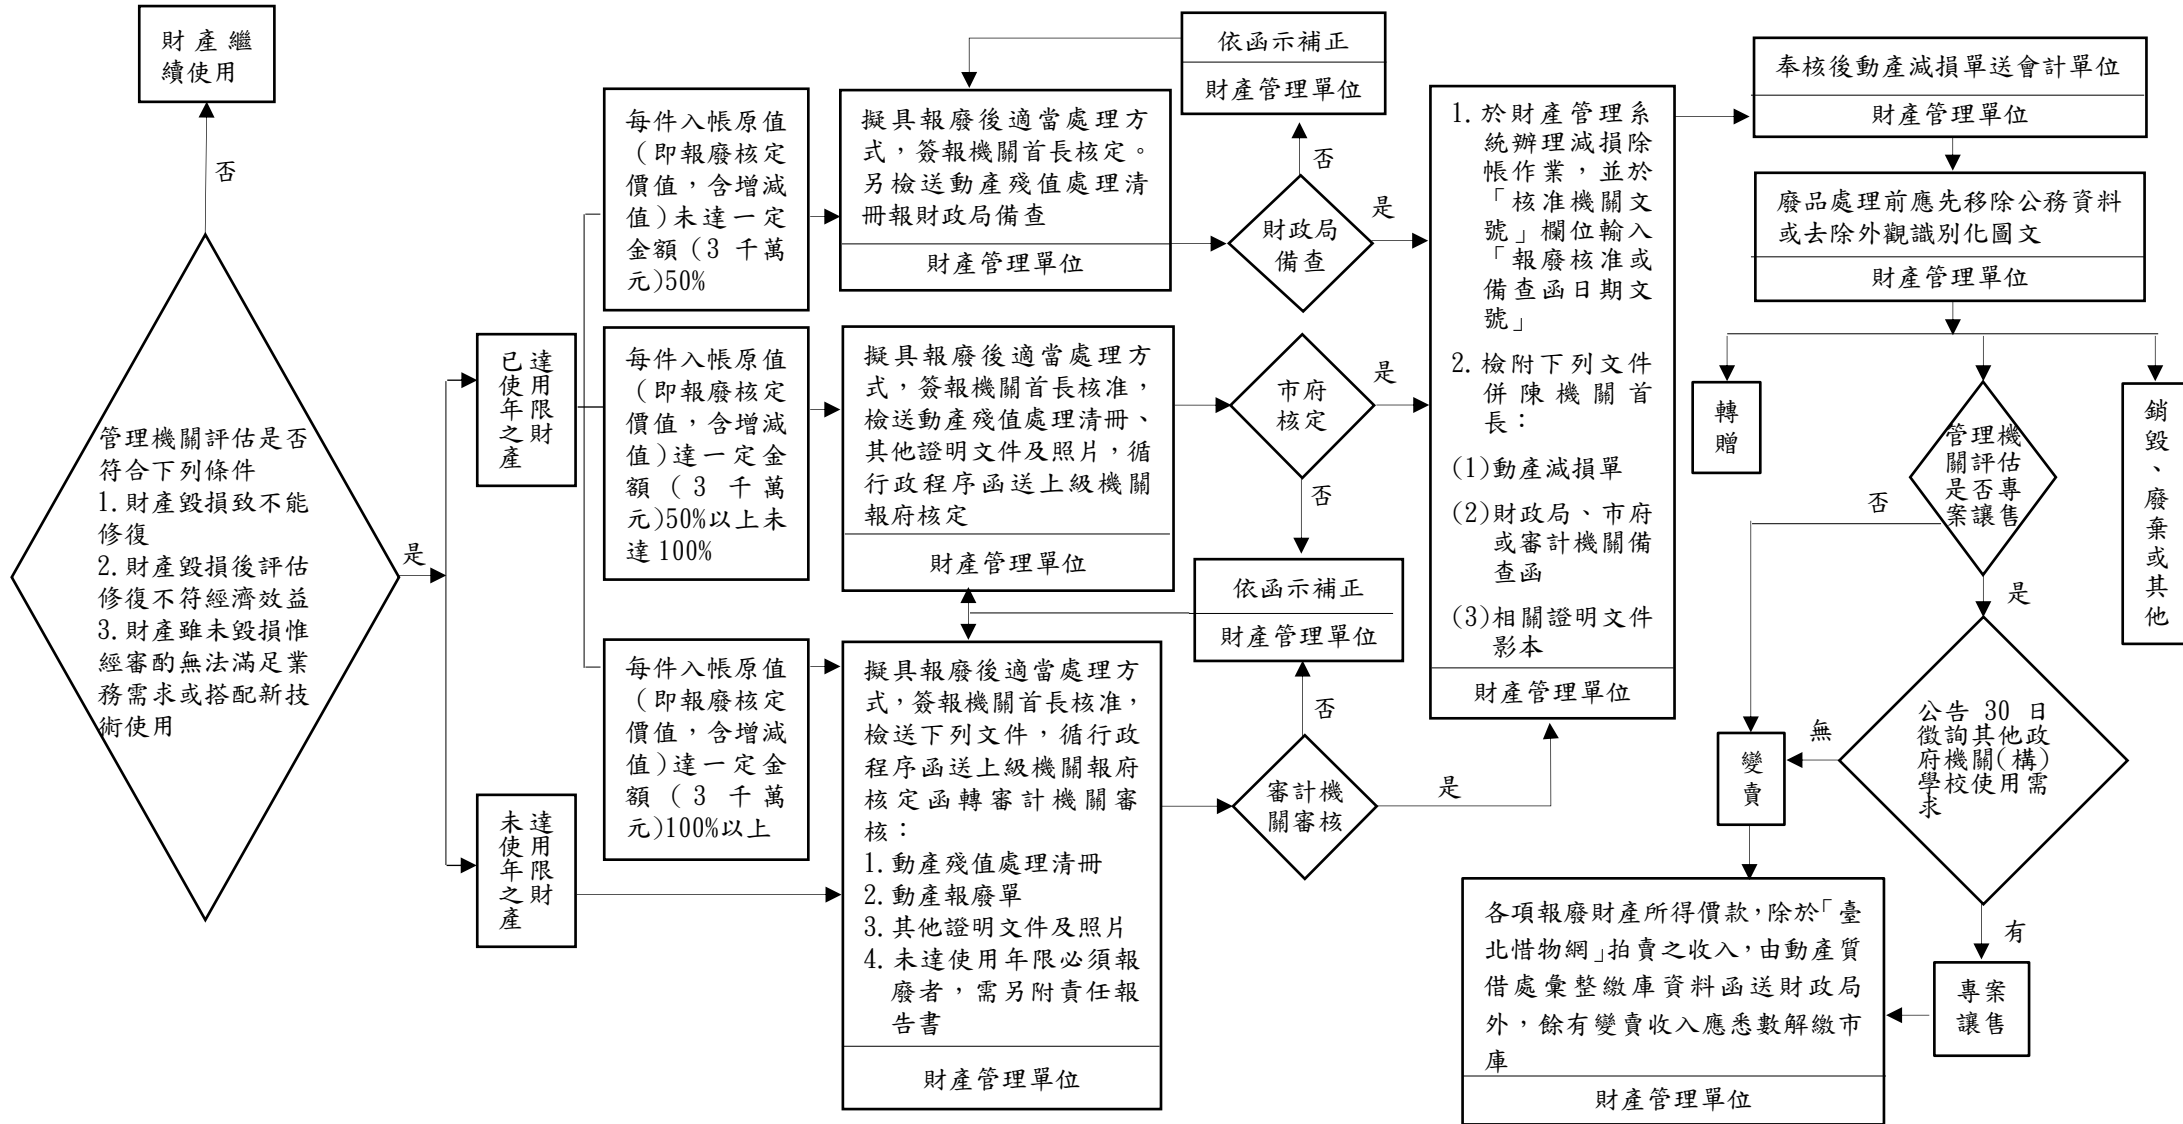 財產繼
續使用
否
管理機關評估是否
符合下列條件
1.財產毀損致不能
修復
2.財產毀損後評估
修復不符經濟效益
3.財產雖未毀損惟
經審酌無法滿足業
務需求或搭配新技
術使用
是
已達
使用
年限
之財
產
未達
使用
年限
之財
產
每件入帳原值
(即報廢核定
價值，含增減
值)未達一定
金額(3 千萬
元)50%
每件入帳原值
(即報廢核定
價值，含增減
值)達一定金
額(3 千萬
元)50%以上未
達 100%
每件入帳原值
(即報廢核定
價值，含增減
值)達一定金
額(3 千萬
元)100%以上
擬具報廢後適當處理方
式，簽報機關首長核定。
另檢送動產殘值處理清
冊報財政局備查
財產管理單位
擬具報廢後適當處理方
式，簽報機關首長核准，
檢送動產殘值處理清冊、
其他證明文件及照片，循
行政程序函送上級機關
報府核定
財產管理單位
擬具報廢後適當處理方
式，簽報機關首長核准，
檢送下列文件，循行政
程序函送上級機關報府
核定函轉審計機關審
核：
1.動產殘值處理清冊
2.動產報廢單
3.其他證明文件及照片
4.未達使用年限必須報
廢者，需另附責任報
告書
財產管理單位
依函示補正
財產管理單位
否
財政局
備查
是
市府
核定
是
否
依函示補正
財產管理單位
否
審計機
關審核
是
1.於財產管理系
統辦理減損除
帳作業，並於
「核准機關文
號」欄位輸入
「報廢核准或
備查函日期文
號」
2.檢附下列文件
併陳機關首
長：
(1)動產減損單
(2)財政局、市府
或審計機關備
查函
(3)相關證明文件
影本
財產管理單位
奉核後動產減損單送會計單位
財產管理單位
廢品處理前應先移除公務資料
或去除外觀識別化圖文
財產管理單位
轉
贈
管理機
關評估
是否專
案讓售
銷
毀
、
廢
棄
或
其
他
否
是
公告 30 日
徵詢其他政
府機關(構)
學校使用需
求
無
變
賣
有
專案
讓售
各項報廢財產所得價款，除於「臺
北惜物網」拍賣之收入，由動產質
借處彙整繳庫資料函送財政局
外，餘有變賣收入應悉數解繳市
庫
財產管理單位